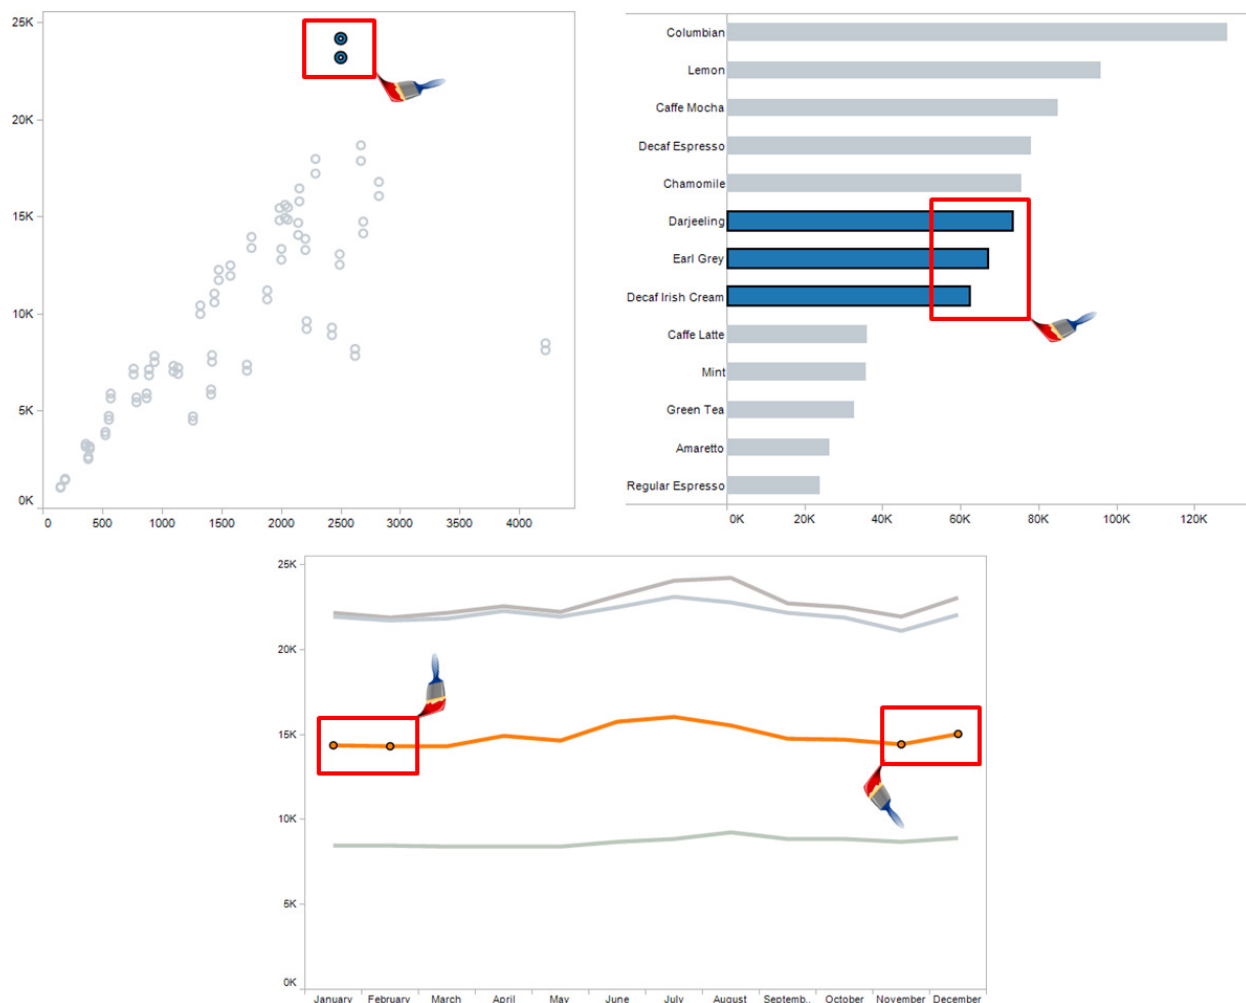 25K
20K
15K
10K
5K
0K
0 500 1000 1500 2000 2500 3000 3500 4000
Columbian
Lemon
Caffe Mocha
Decaf Espresso
Chamomile
Darjeeling
Earl Grey
Decaf Irish Cream
Caffe Latte
Mint
Green Tea
Amaretto
Regular Espresso
0K 20K 40K 60K 80K 100K 120K
25K
20K
15K
10K
5K
0K
January February March April May June July August Septemb.. October November December